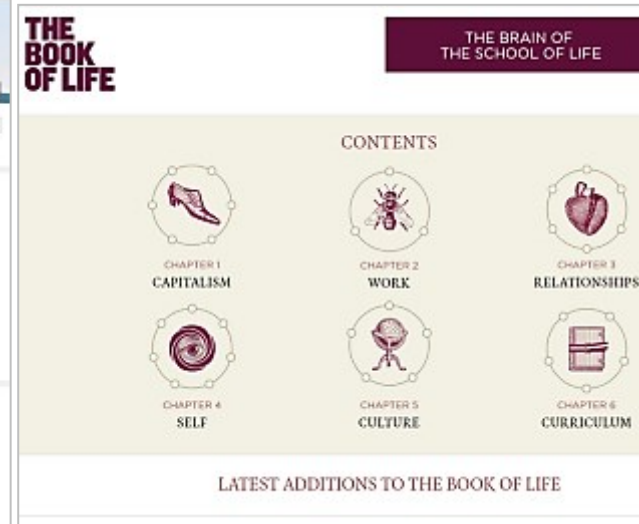 THE
BOOK
OF LIFE
THE BRAIN OF
THE SCHOOL OF LIFE
CONTENTS
CHAPTER 1
CAPITALISM
CHAPTER 2
WORK
CHAPTER 3
RELATIONSHIPS
CHAPTER 4
SELF
CHAPTER 5
CULTURE
CHAPTER 6
CURRICULUM
LATEST ADDITIONS TO THE BOOK OF LIFE